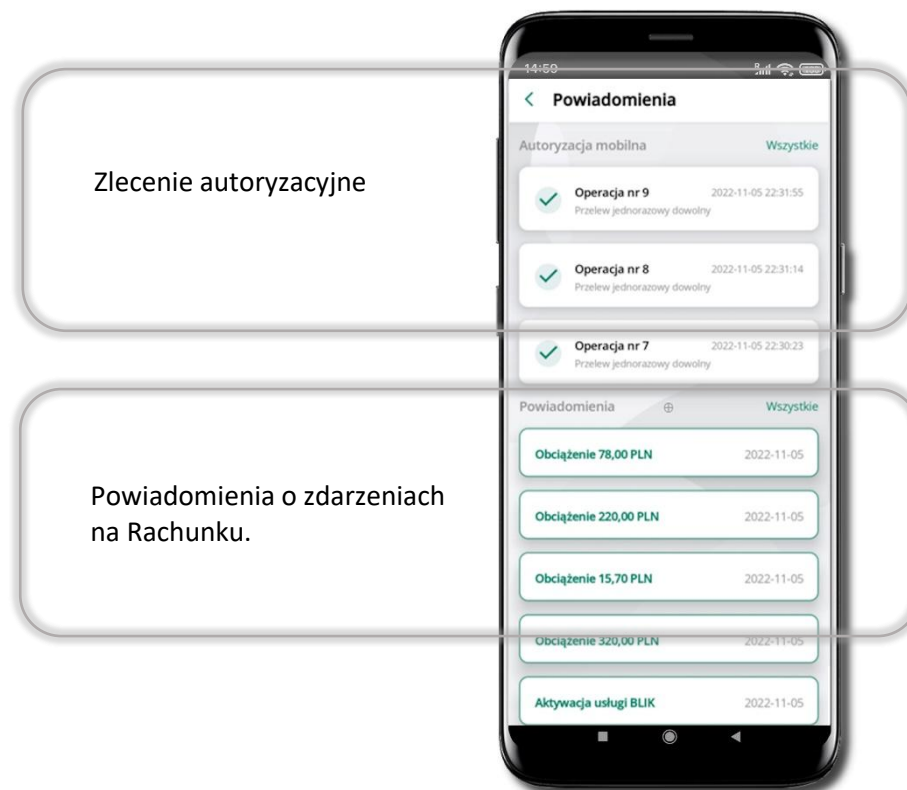 14:59
Powiadomienia
Autoryzacja mobilna Wszystkie
Zlecenie autoryzacyjne
Operacja nr 9 2022-11-05 22:31:55
Przelew jednorazowy dowolny
Operacja nr 8 2022-11-05 22:31:14
Przelew jednorazowy dowolny
Operacja nr 7 2022-11-05 22:30:23
Przelew jednorazowy dowolny
Powiadomienia Wszystkie
Powiadomienia o zdarzeniach
na Rachunku.
Obciążenie 78,00 PLN 2022-11-05
Obciążenie 220,00 PLN 2022-11-05
Obciążenie 15,70 PLN 2022-11-05
Obciążenie 320,00 PLN 2022-11-05
Aktywacja usługi BLIK 2022-11-05